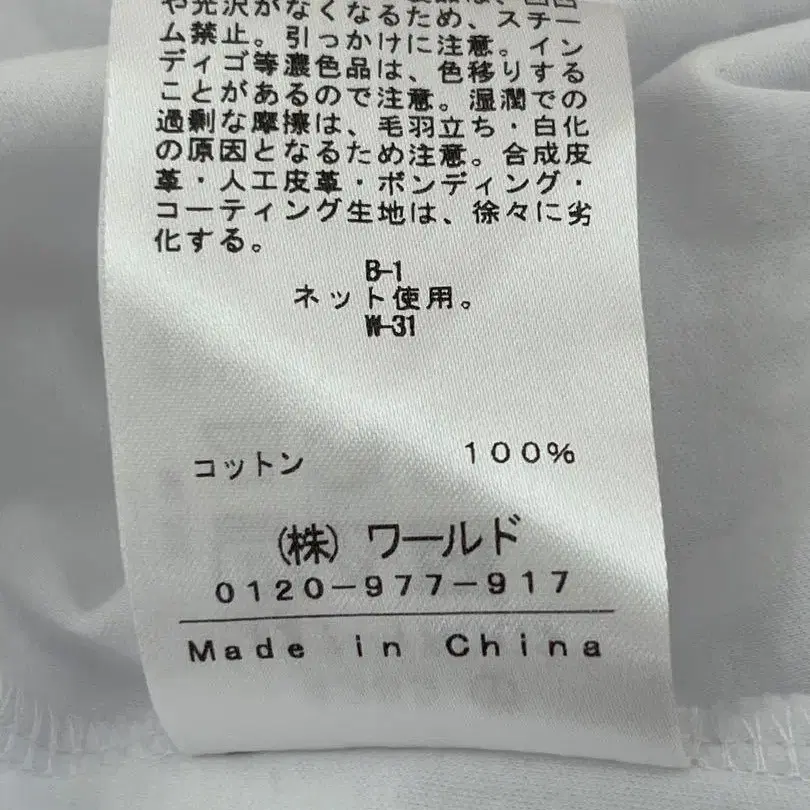 や光沢がなくなるため、スチー
ム禁止。引っかけに注意。イン
ディゴ等濃色品は、色移りする
ことがあるので注意。湿潤での
過剰な摩擦は、毛羽立ち・白化
の原因となるため注意。合成皮
革・人工皮革・ボンディング・
コーティング生地は、徐々に劣
化する。
B-1
ネット使用。
W-31
コットン 100%
(株)ワールド
0120-977-917
Made in China